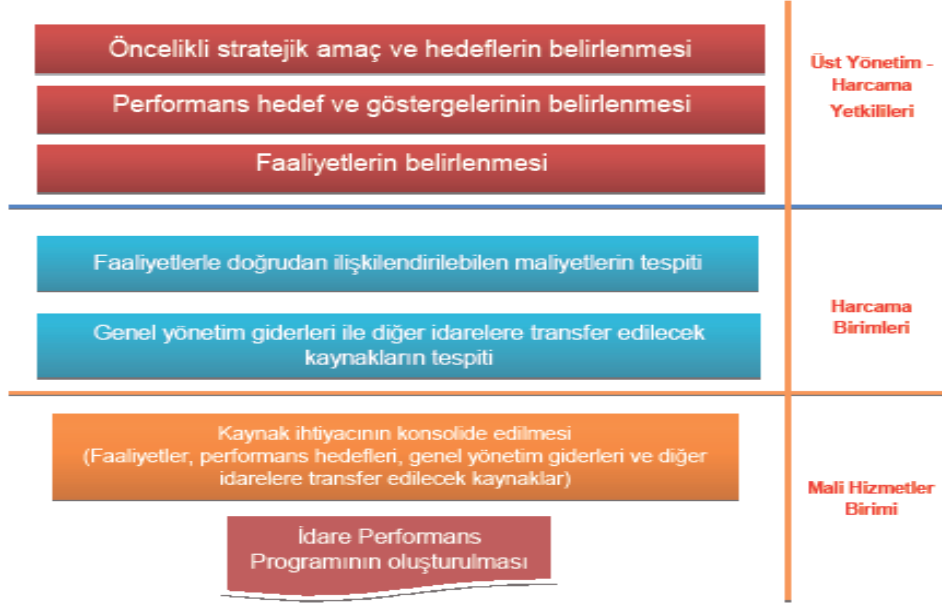 Öncelikli stratejik amaç ve hedeflerin belirlenmesi
Performans hedef ve göstergelerinin belirlenmesi
Faaliyetlerin belirlenmesi
Üst Yönetim -
Harcama
Yetkilileri
Faaliyetlerle doğrudan ilişkilendirilebilen maliyetlerin tespiti
Genel yönetim giderleri ile diğer idarelere transfer edilecek
kaynakların tespiti
Harcama
Birimleri
Kaynak ihtiyacının konsolide edilmesi
(Faaliyetler, performans hedefleri, genel yönetim giderleri ve diğer
idarelere transfer edilecek kaynaklar)
İdare Performans
Programının oluşturulması
Mali Hizmetler
Birimi